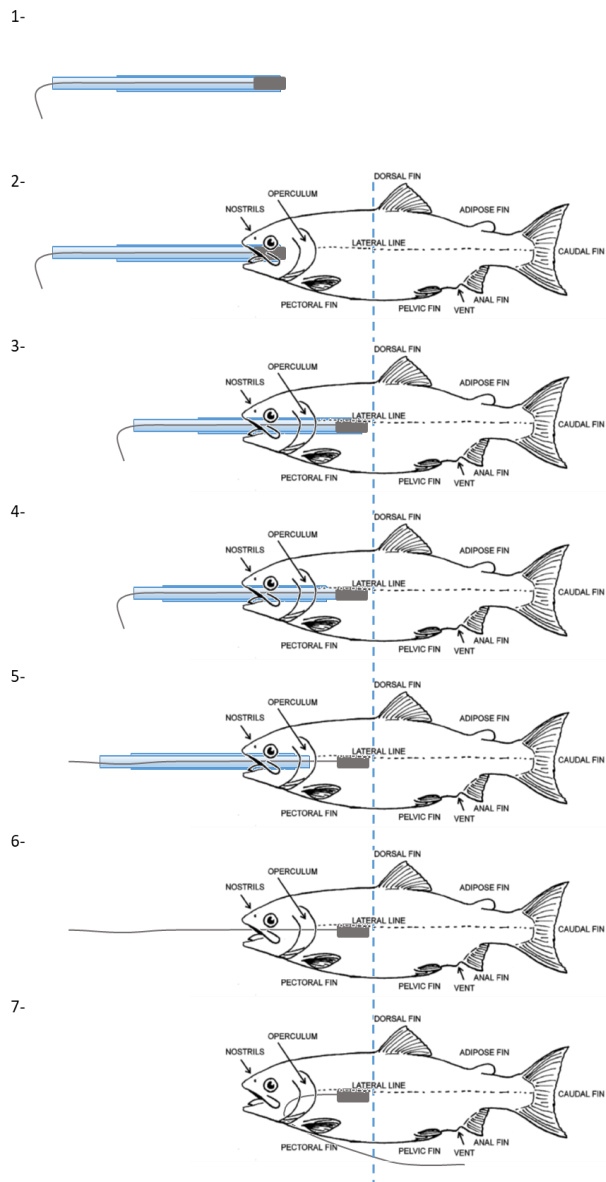 1-
2-
DORSAL FIN
OPERCULUM
NOSTRILS
ADIPOSE FIN
LATERAL LINE
CAUDAL FIN
PECTORAL FIN
PELVIC FIN
ANAL FIN
VENT
3-
DORSAL FIN
OPERCULUM
NOSTRILS
ADIPOSE FIN
LATERAL LINE
CAUDAL FIN
PECTORAL FIN
PELVIC FIN
ANAL FIN
VENT
4-
DORSAL FIN
OPERCULUM
NOSTRILS
ADIPOSE FIN
LATERAL LINE
CAUDAL FIN
PECTORAL FIN
PELVIC FIN
ANAL FIN
VENT
5-
DORSAL FIN
OPERCULUM
NOSTRILS
ADIPOSE FIN
LATERAL LINE
CAUDAL FIN
PECTORAL FIN
PELVIC FIN
ANAL FIN
VENT
6-
DORSAL FIN
OPERCULUM
NOSTRILS
ADIPOSE FIN
LATERAL LINE
CAUDAL FIN
PECTORAL FIN
PELVIC FIN
ANAL FIN
VENT
7-
DORSAL FIN
OPERCULUM
NOSTRILS
ADIPOSE FIN
LATERAL LINE
CAUDAL FIN
PECTORAL FIN
PELVIC FIN
ANAL FIN
VENT